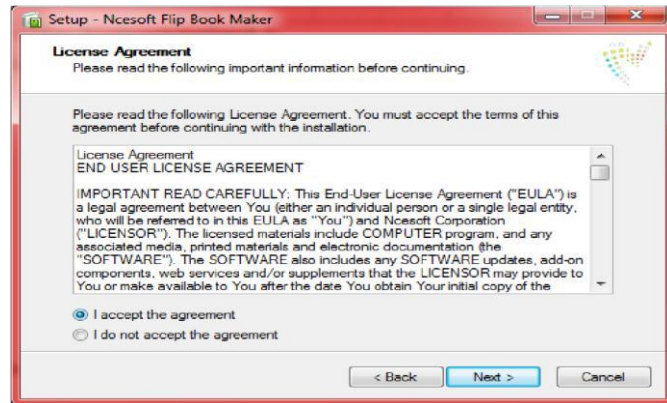 Setup - Ncesoft Flip Book Maker
License Agreement
Please read the following important information before continuing.
Please read the following License Agreement. You must accept the terms of this
agreement before continuing with the installation.
License Agreement
END USER LICENSE AGREEMENT
IMPORTANT READ CAREFULLY: This End-User License Agreement ("EULA") is
a legal agreement between You (either an individual person or a single legal entity,
who will be referred to in this EULA as "You") and Ncesoft Corporation
("LICENSOR"). The licensed materials include COMPUTER program, and any
associated media, printed materials and electronic documentation (the
"SOFTWARE"). The SOFTWARE also includes any SOFTWARE updates, add-on
components, web services and/or supplements that the LICENSOR may provide to
You or make available to You after the date You obtain Your initial copy of the
I accept the agreement
I do not accept the agreement
< Back Next > Cancel